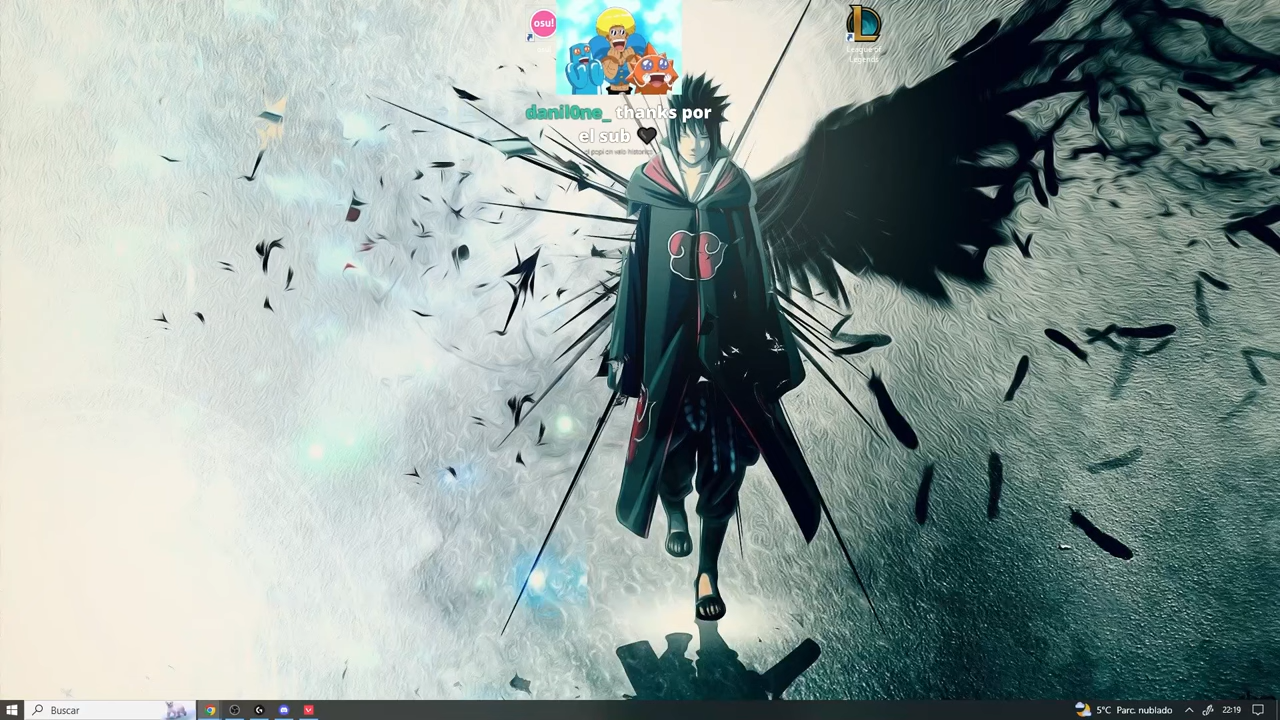 osu!
League of
Legends
danil0ne_ thanks por
el sub 🖤
Buscar
5°C Parc. nublado
22:19